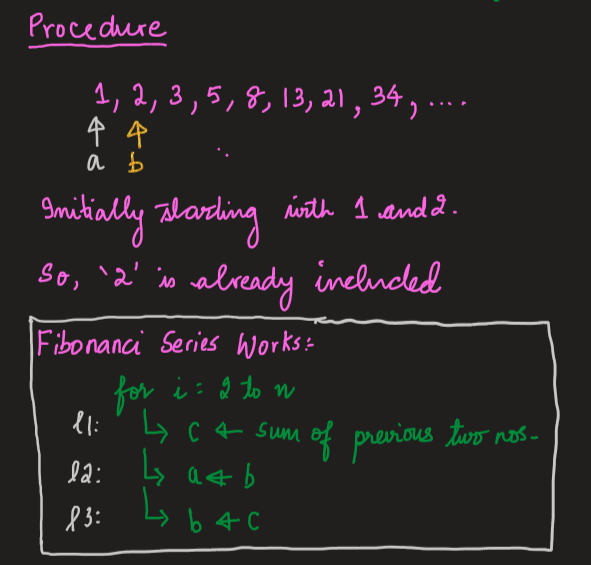 Procedure
1, 2, 3, 5, 8, 13, 21, 34, ....
a b
Initially starting with 1 and 2.
So, '2' is already included
Fibonanci Series Works:-
for i = 2 to n
l1: ↳ c ← sum of previous two nos.
l2: ↳ a ← b
l3: ↳ b ← c